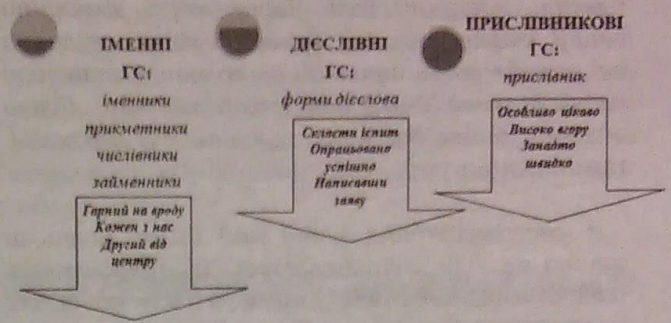 ІМЕННІ
ГС:
іменники
прикметники
числівники
займенники
Гарний на вроду
Кожен з нас
Другий від
центру
ДІЄСЛІВНІ
ГС:
форми дієслова
Скласти іспит
Опрацьовано
успішно
Написавши
заяву
ПРИСЛІВНИКОВІ
ГС:
прислівник
Особливо цікаво
Високо вгору
Занадто
швидко